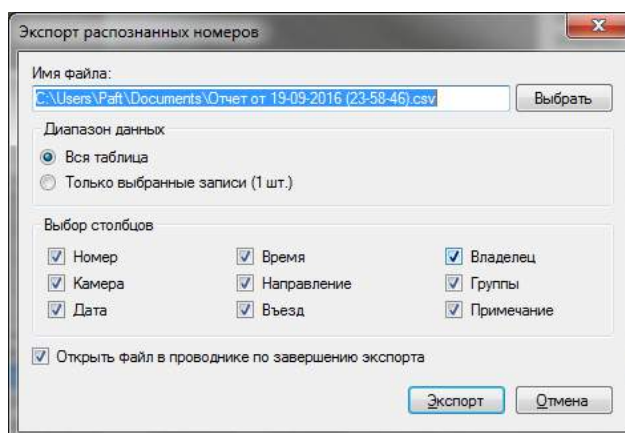 Экспорт распознанных номеров
Имя файла:
C:\Users\Paft\Documents\Отчет от 19-09-2016 (23-58-46).csv Выбрать
Диапазон данных
Вся таблица
Только выбранные записи (1 шт.)
Выбор столбцов
Номер Время Владелец
Камера Направление Группы
Дата Въезд Примечание
Открыть файл в проводнике по завершению экспорта
Экспорт Отмена